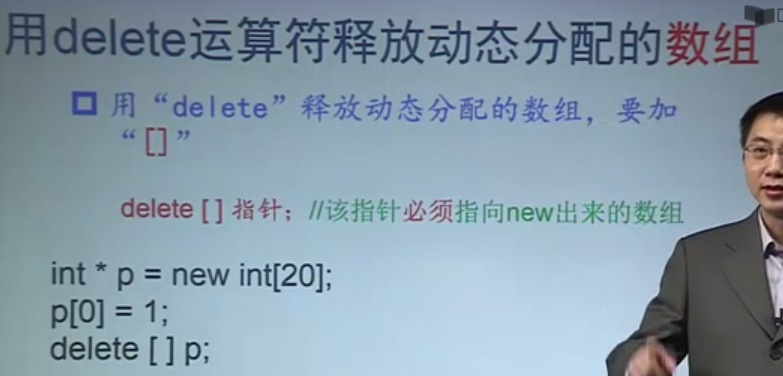 用delete运算符释放动态分配的数组
用“delete”释放动态分配的数组，要加
“[]”
delete [ ] 指针；//该指针必须指向new出来的数组
int * p = new int[20];
p[0] = 1;
delete [ ] p;